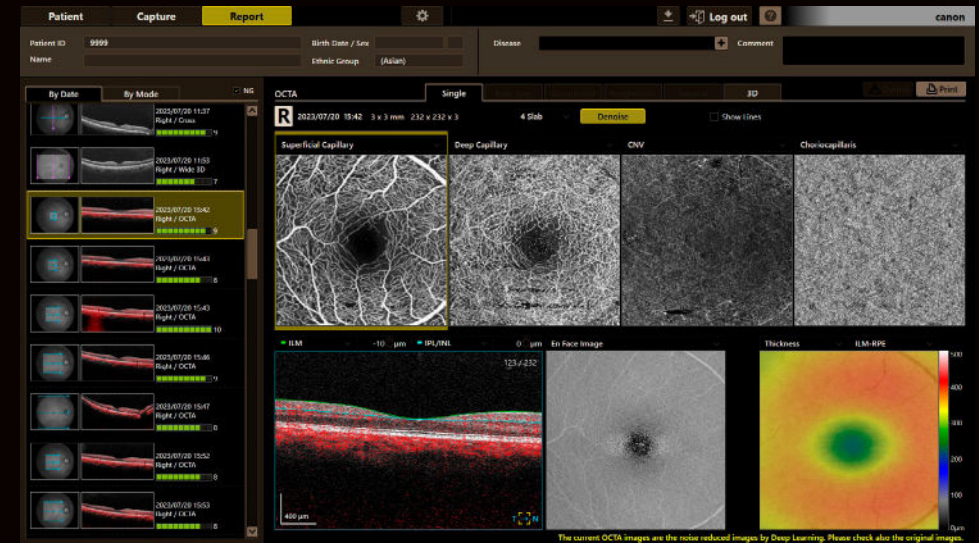 Patient Capture Report Log out ? canon
Patient ID 9999 Birth Date / Sex Disease + Comment
Name Ethnic Group (Asian)
By Date By Mode NG
2023/07/20 11:37
Right / Cross
9
2023/07/20 11:53
Right / Wide 3D
7
2023/07/20 15:42
Right / OCTA
9
2023/07/20 15:43
Right / OCTA
8
2023/07/20 15:43
Right / OCTA
10
2023/07/20 15:46
Right / OCTA
9
2023/07/20 15:47
Right / OCTA
8
2023/07/20 15:52
Right / OCTA
8
2023/07/20 15:53
Right / OCTA
8
OCTA Single 3D Print
R 2023/07/20 15:42 3 x 3 mm 232 x 232 x 3 4 Slab Denoise Show Lines
Superficial Capillary Deep Capillary CNV Choriocapillaris
ILM -10 μm IPL/INL 0 μm En Face Image Thickness ILM-RPE
123 / 232
400 μm
T N
500
300
200
100
0μm
The current OCTA images are the noise reduced images by Deep Learning. Please check also the original images.